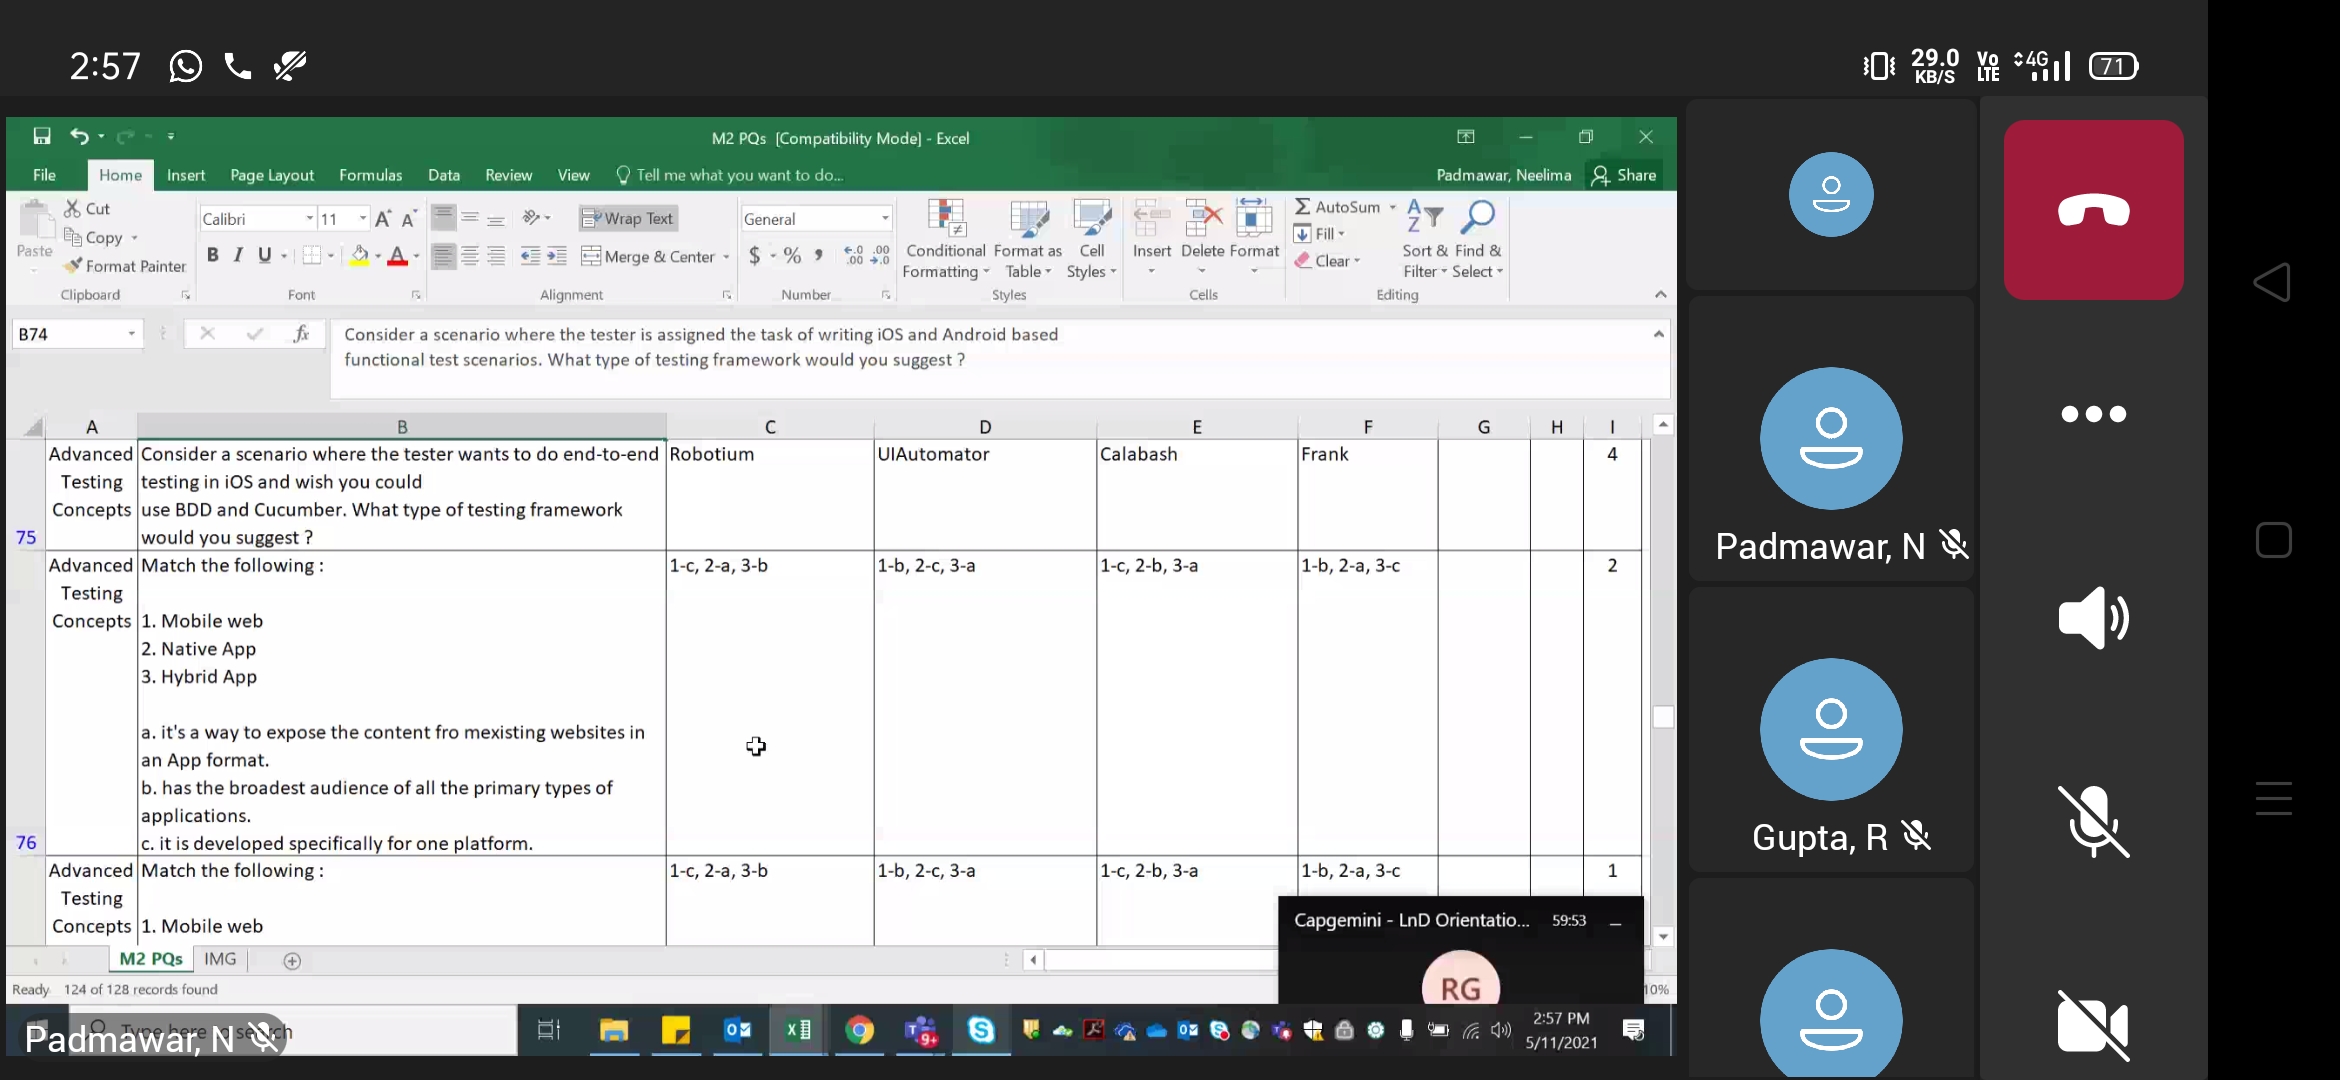 2:57
29.0 KB/S Vo LTE 4G 71
M2 PQs [Compatibility Mode] - Excel
File Home Insert Page Layout Formulas Data Review View Tell me what you want to do... Padmawar, Neelima Share
Paste
Cut
Copy
Format Painter
Clipboard
Calibri 11 A A
B I U A
Font
Wrap Text
Merge & Center
Alignment
General
$ % , .0 .00 .00 .0
Number
Conditional Formatting
Format as Table
Cell Styles
Styles
Insert Delete Format
Cells
AutoSum
Fill
Clear
Sort & Filter
Find & Select
Editing
B74 fx Consider a scenario where the tester is assigned the task of writing iOS and Android based
functional test scenarios. What type of testing framework would you suggest ?
A B C D E F G H I
75
Advanced Testing Concepts
Consider a scenario where the tester wants to do end-to-end
testing in iOS and wish you could
use BDD and Cucumber. What type of testing framework
would you suggest ?
Robotium UIAutomator Calabash Frank 4
76
Advanced Testing Concepts
Match the following :
1. Mobile web
2. Native App
3. Hybrid App
a. it's a way to expose the content fro mexisting websites in
an App format.
b. has the broadest audience of all the primary types of
applications.
c. it is developed specifically for one platform.
1-c, 2-a, 3-b 1-b, 2-c, 3-a 1-c, 2-b, 3-a 1-b, 2-a, 3-c 2
Advanced Testing Concepts
Match the following :
1. Mobile web
1-c, 2-a, 3-b 1-b, 2-c, 3-a 1-c, 2-b, 3-a 1-b, 2-a, 3-c 1
Capgemini - LnD Orientatio... 59:53
RG
M2 PQs IMG
Ready 124 of 128 records found
10%
Type here to search
9+
2:57 PM
5/11/2021
Padmawar, N
Padmawar, N
Gupta, R